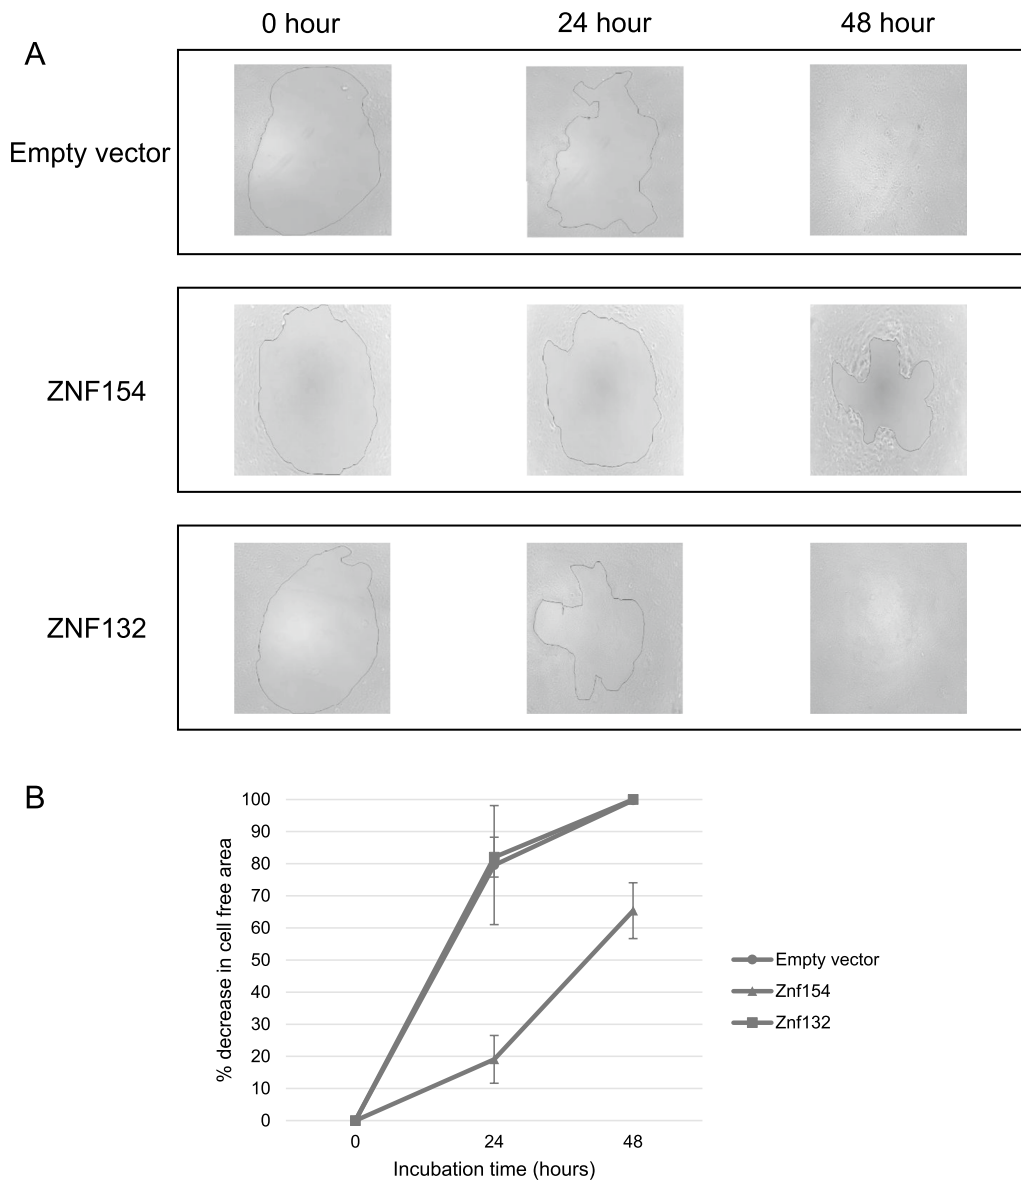 0 hour 24 hour 48 hour
A
Empty vector
ZNF154
ZNF132
B
% decrease in cell free area
100
90
80
70
60
50
40
30
20
10
0
0 24 48
Incubation time (hours)
Empty vector
Znf154
Znf132